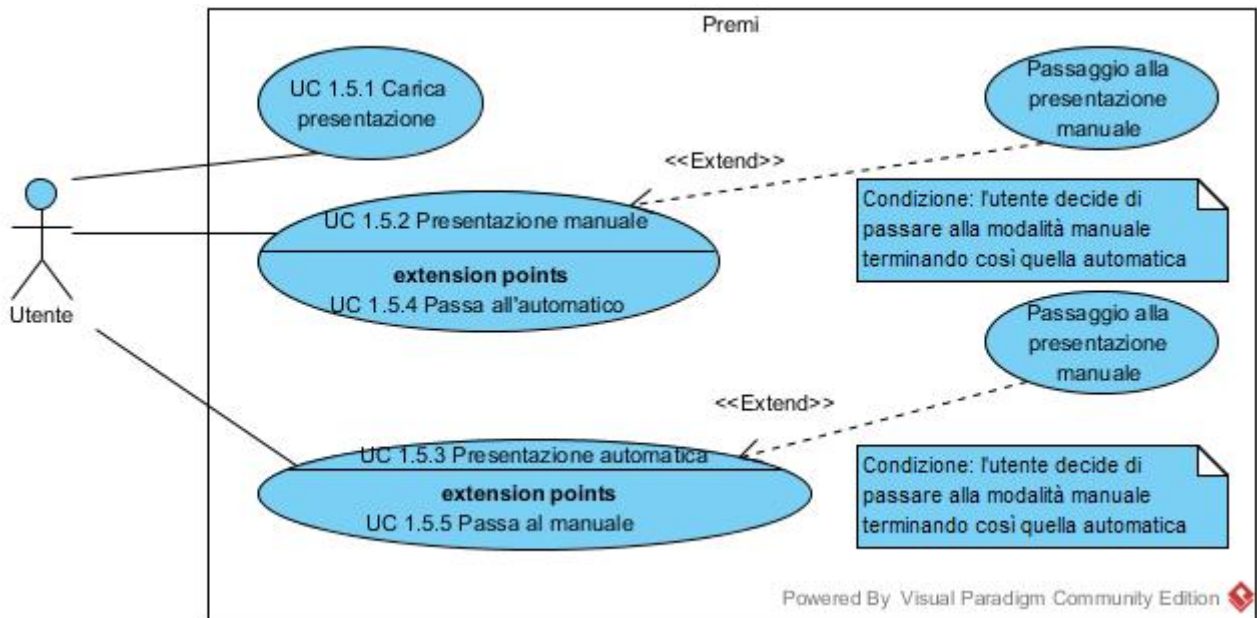 Premi
UC 1.5.1 Carica
presentazione
Passaggio alla
presentazione
manuale
<<Extend>>
UC 1.5.2 Presentazione manuale
extension points
UC 1.5.4 Passa all'automatico
Condizione: l'utente decide di
passare alla modalità manuale
terminando così quella automatica
Utente
Passaggio alla
presentazione
manuale
<<Extend>>
UC 1.5.3 Presentazione automatica
extension points
UC 1.5.5 Passa al manuale
Condizione: l'utente decide di
passare alla modalità manuale
terminando così quella automatica
Powered By Visual Paradigm Community Edition